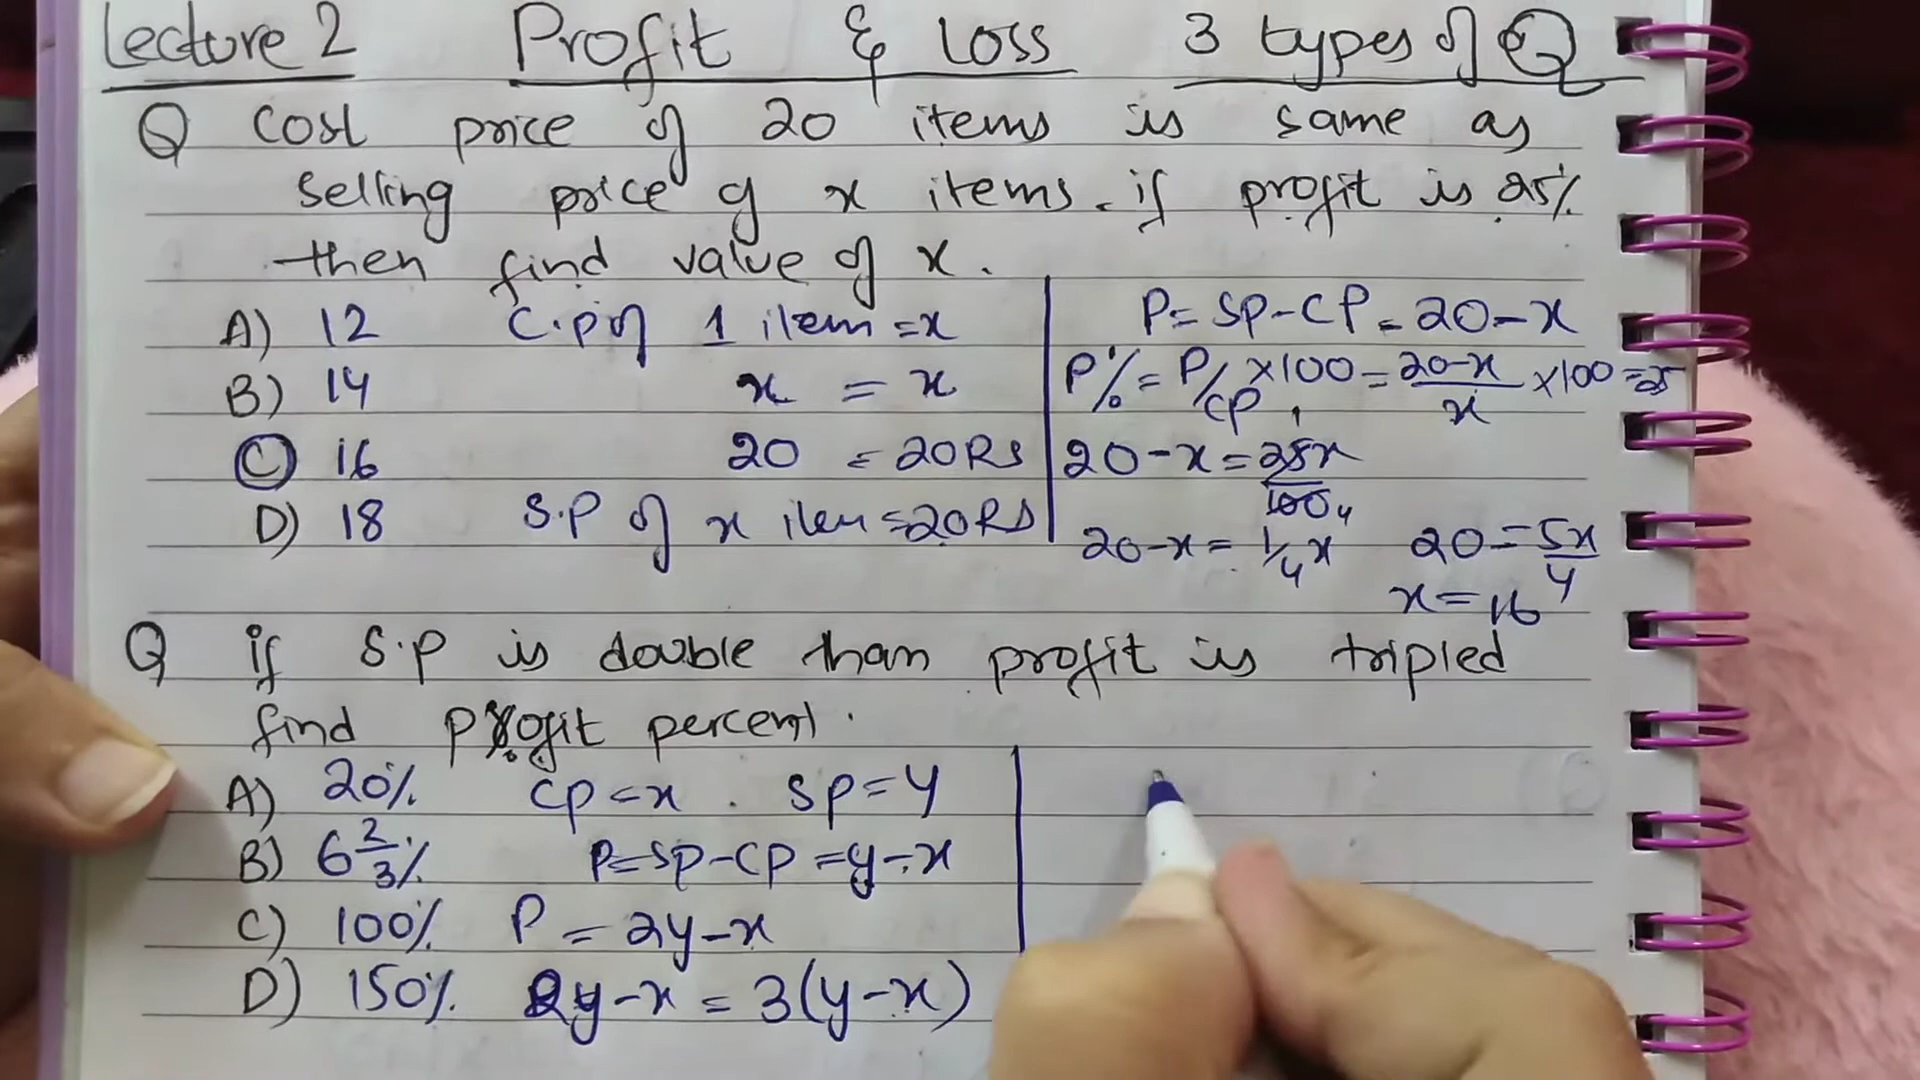 Lecture 2 Profit & Loss 3 types of Q
Q Cost price of 20 items is same as
selling price of x items. if profit is 25%
then find value of x.
A) 12
B) 14
C) 16
D) 18
C.P of 1 item = x
x = x
20 = 20RS
S.P of x item = 20RS
P = SP - CP = 20 - x
P% = P/CP × 100 = 20-x/x × 100 = 25
20 - x = 25x/100 1 4
20 - x = 1/4 x
20 = 5x/4
x = 16
Q if S.P is double than profit is tripled
find profit percent.
A) 20%
B) 6 2/3 %
C) 100%
D) 150%
CP = x . SP = y
P = SP - CP = y - x
P = 2y - x
2y - x = 3(y - x)